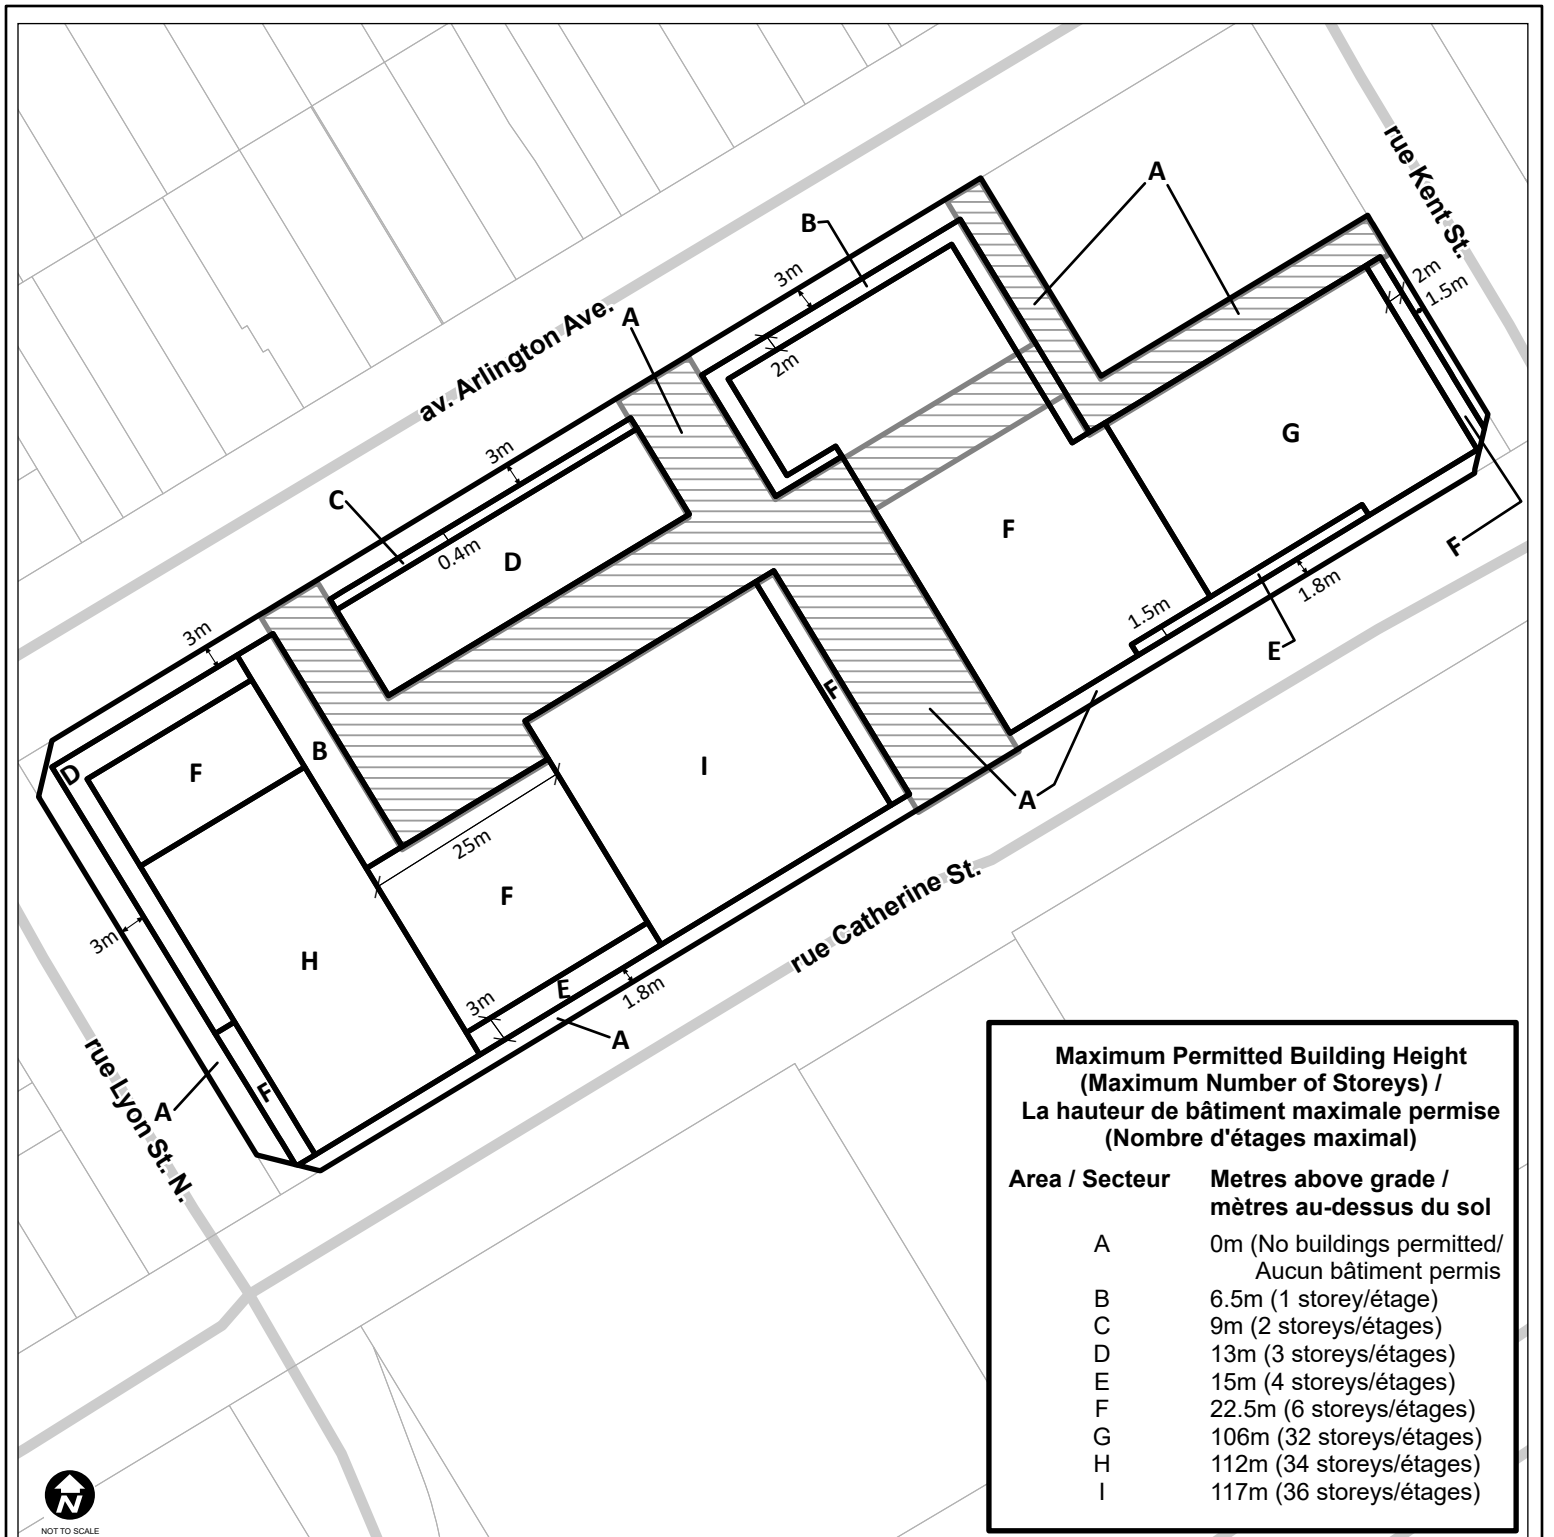 rue Kent St.
A
B
3m
2m
1.5m
A
av. Arlington Ave.
2m
G
3m
C
0.4m
D
F
F
1.8m
1.5m
E
3m
B
D
F
I
F
A
25m
F
rue Catherine St.
3m
H
E
3m
1.8m
A
rue Lyon St. N.
A
F
Maximum Permitted Building Height
(Maximum Number of Storeys) /
La hauteur de bâtiment maximale permise
(Nombre d'étages maximal)
Area / Secteur Metres above grade /
mètres au-dessus du sol
A 0m (No buildings permitted/
Aucun bâtiment permis
B 6.5m (1 storey/étage)
C 9m (2 storeys/étages)
D 13m (3 storeys/étages)
E 15m (4 storeys/étages)
F 22.5m (6 storeys/étages)
G 106m (32 storeys/étages)
H 112m (34 storeys/étages)
I 117m (36 storeys/étages)
N
NOT TO SCALE